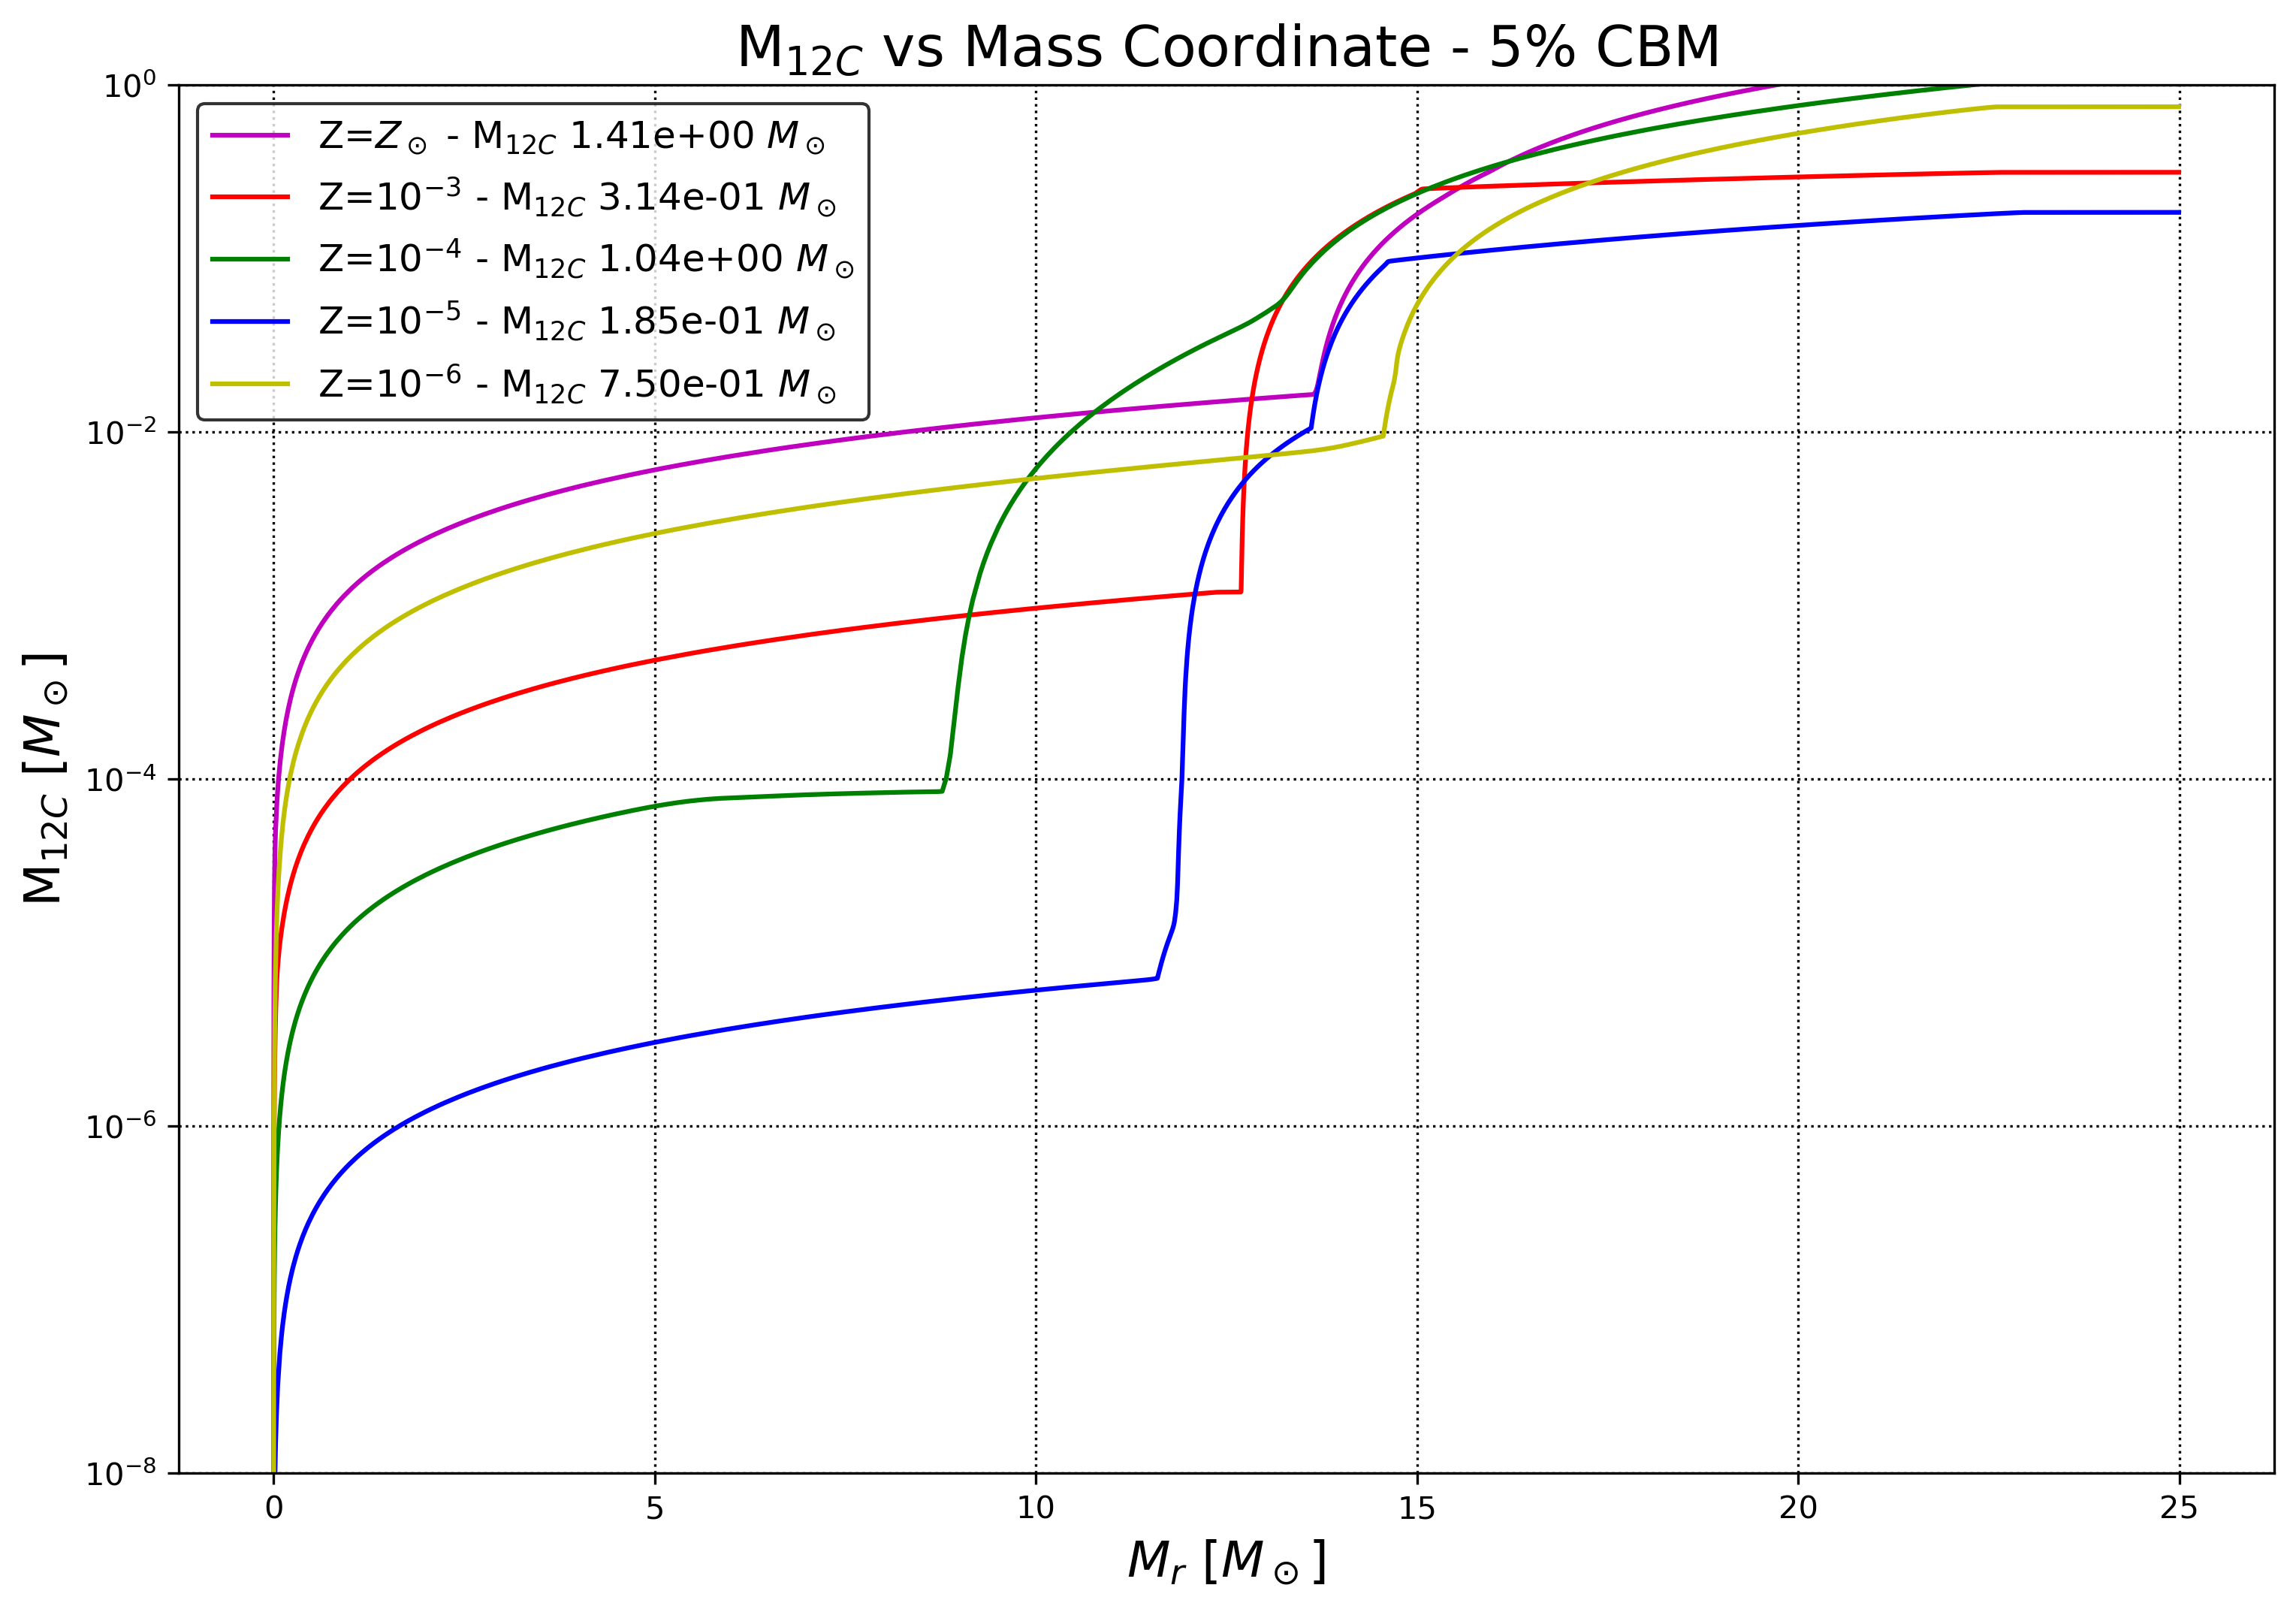 M₁₂C vs Mass Coordinate - 5% CBM
10⁰
10⁻²
10⁻⁴
10⁻⁶
10⁻⁸
M₁₂C [M⊙]
Z=Z⊙ - M₁₂C 1.41e+00 M⊙
Z=10⁻³ - M₁₂C 3.14e-01 M⊙
Z=10⁻⁴ - M₁₂C 1.04e+00 M⊙
Z=10⁻⁵ - M₁₂C 1.85e-01 M⊙
Z=10⁻⁶ - M₁₂C 7.50e-01 M⊙
0 5 10 15 20 25
Mᵣ [M⊙]